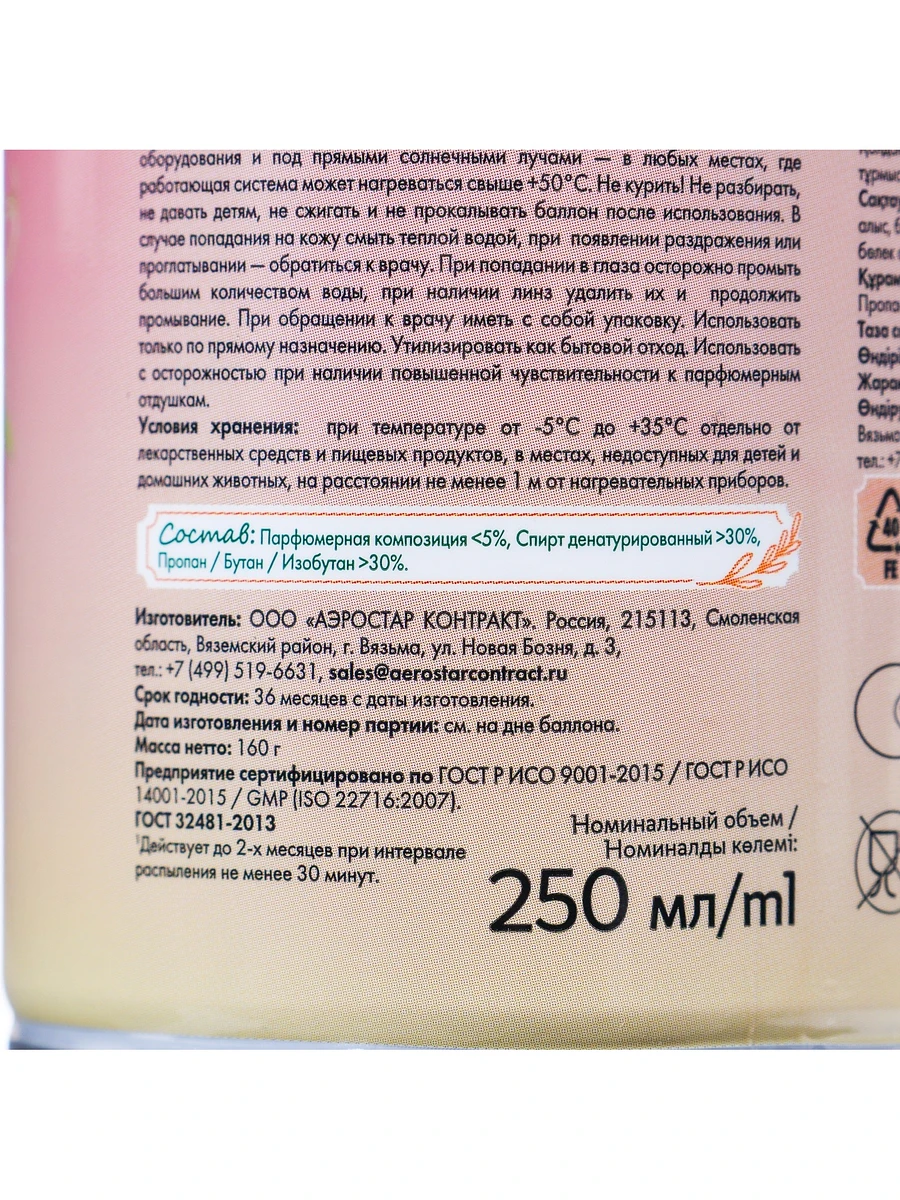 оборудования и под прямыми солнечными лучами — в любых местах, где
работающая система может нагреваться свыше +50°С. Не курить! Не разбирать,
не давать детям, не сжигать и не прокалывать баллон после использования. В
случае попадания на кожу смыть теплой водой, при появлении раздражения или
проглатывании — обратиться к врачу. При попадании в глаза осторожно промыть
большим количеством воды, при наличии линз удалить их и продолжить
промывание. При обращении к врачу иметь с собой упаковку. Использовать
только по прямому назначению. Утилизировать как бытовой отход. Использовать
с осторожностью при наличии повышенной чувствительности к парфюмерным
отдушкам.
Условия хранения: при температуре от -5°С до +35°С отдельно от
лекарственных средств и пищевых продуктов, в местах, недоступных для детей и
домашних животных, на расстоянии не менее 1 м от нагревательных приборов.
Состав: Парфюмерная композиция <5%, Спирт денатурированный >30%,
Пропан / Бутан / Изобутан >30%.
Изготовитель: ООО «АЭРОСТАР КОНТРАКТ». Россия, 215113, Смоленская
область, Вяземский район, г. Вязьма, ул. Новая Бозня, д. 3,
тел.: +7 (499) 519-6631, sales@aerostarcontract.ru
Срок годности: 36 месяцев с даты изготовления.
Дата изготовления и номер партии: см. на дне баллона.
Масса нетто: 160 г
Предприятие сертифицировано по ГОСТ Р ИСО 9001-2015 / ГОСТ Р ИСО
14001-2015 / GMP (ISO 22716:2007).
ГОСТ 32481-2013
¹Действует до 2-х месяцев при интервале
распыления не менее 30 минут.
Номинальный объем /
Номиналды көлемі:
250 мл/ml
алыс, б
бөлек
Құрам
Пропа
Таза с
Өндірі
Жарам
Өндіру
Вязьм
тел.: +7
40
FE